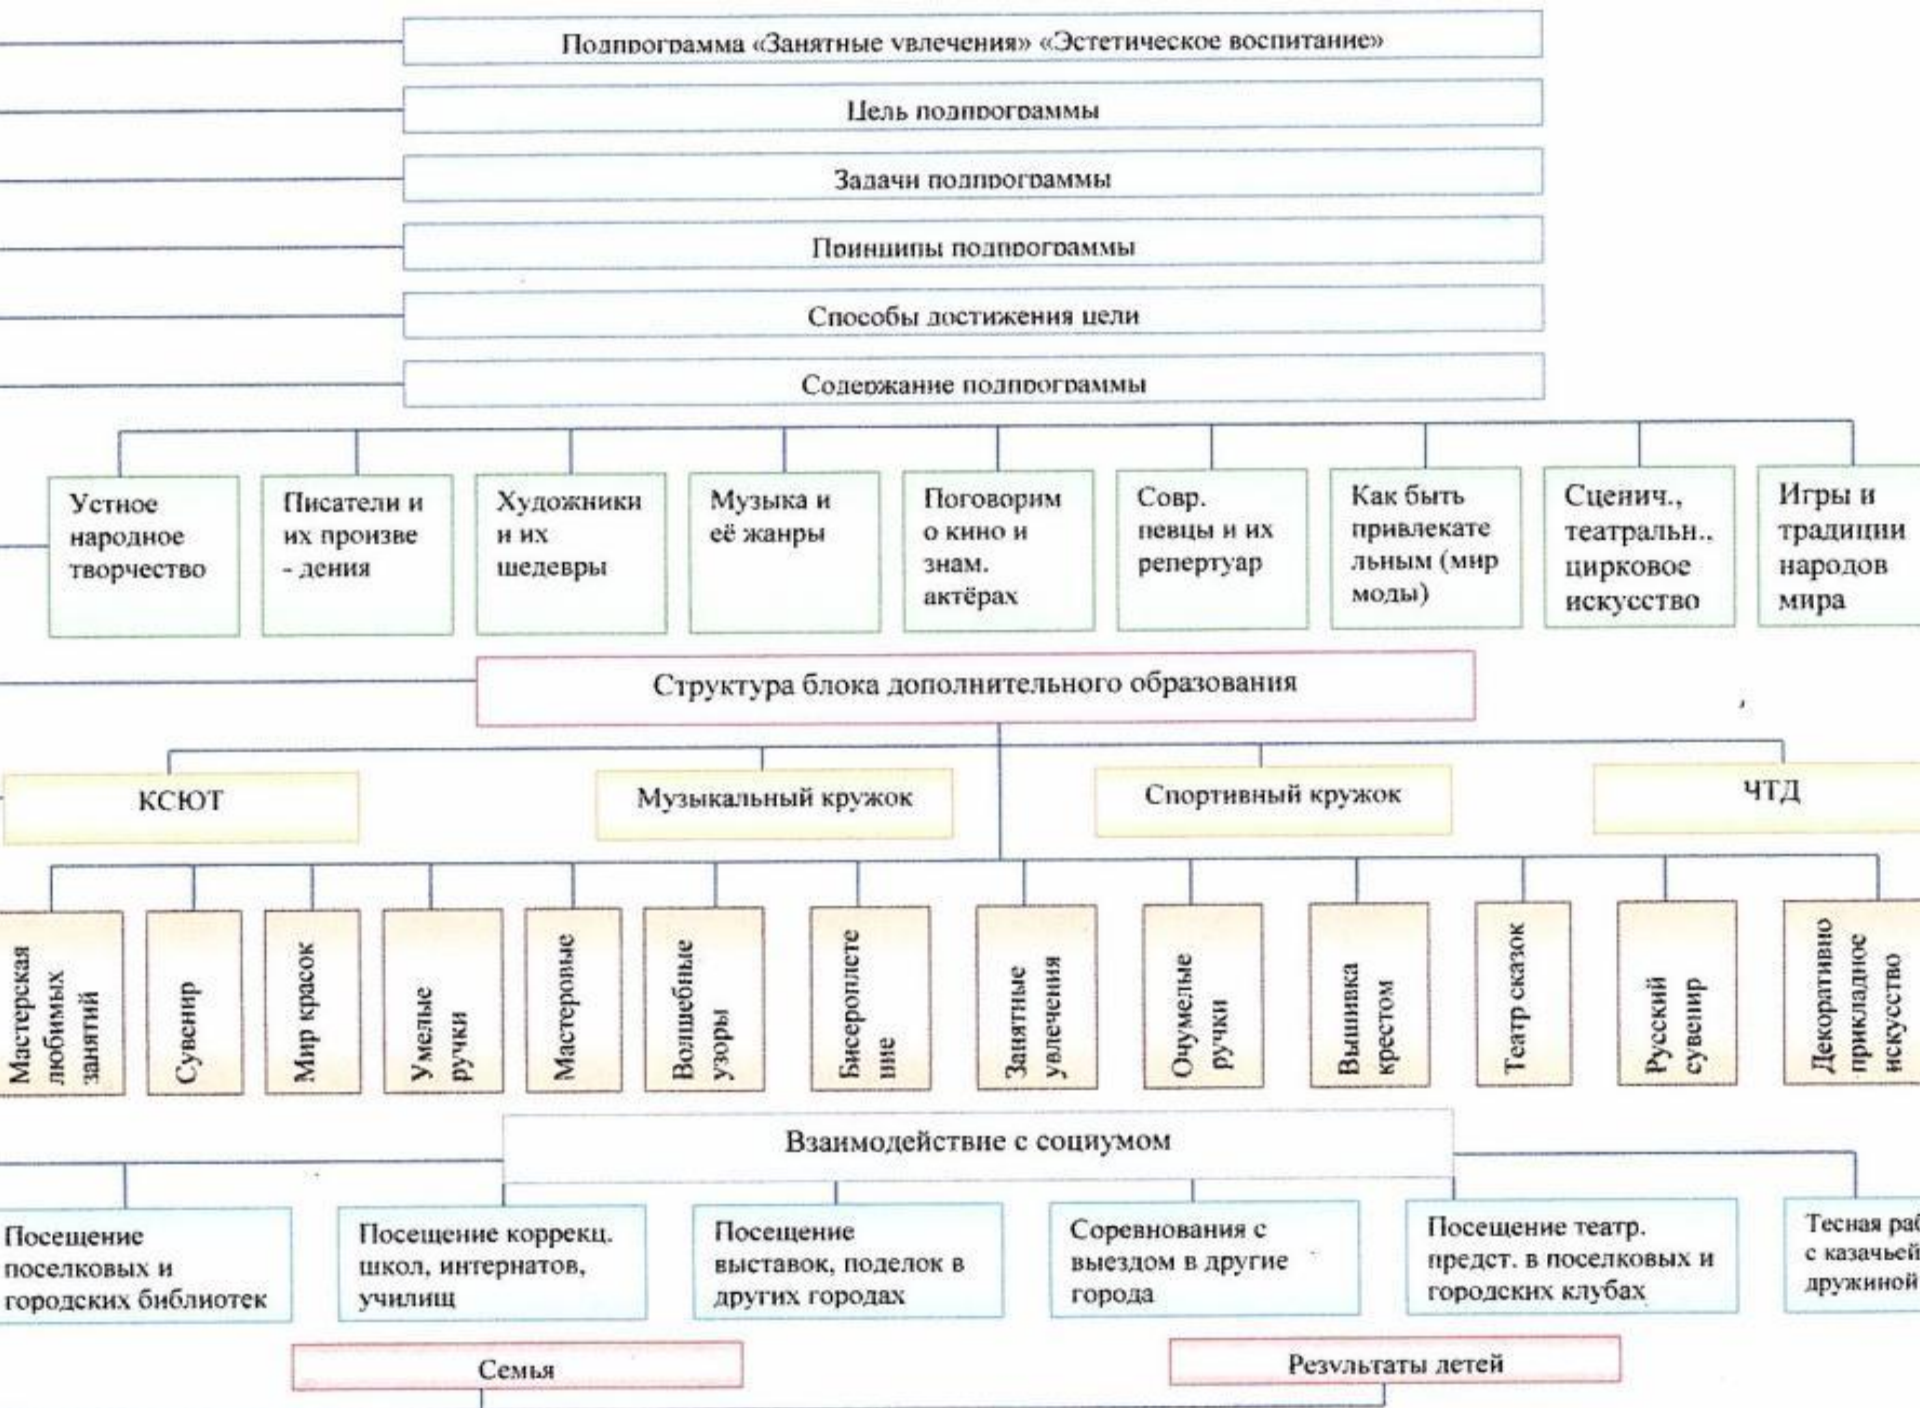 Подпрограмма «Занятные увлечения» «Эстетическое воспитание»
Цель подпрограммы
Задачи подпрограммы
Принципы подпрограммы
Способы достижения цели
Содержание подпрограммы
Устное
народное
творчество
Писатели и
их произве
- дения
Художники
и их
шедевры
Музыка и
её жанры
Поговорим
о кино и
знам.
актёрах
Совр.
певцы и их
репертуар
Как быть
привлекате
льным (мир
моды)
Сценич.,
театральн..
цирковое
искусство
Игры и
традиции
народов
мира
Структура блока дополнительного образования
КСЮТ
Музыкальный кружок
Спортивный кружок
ЧТД
Мастерская
любимых
занятий
Сувенир
Мир красок
Умелые
ручки
Мастеровые
Волшебные
узоры
Бисероплете
ние
Занятные
увлечения
Очумелые
ручки
Вышивка
крестом
Театр сказок
Русский
сувенир
Декоративно
прикладное
искусство
Взаимодействие с социумом
Посещение
поселковых и
городских библиотек
Посещение коррекц.
школ, интернатов,
училищ
Посещение
выставок, поделок в
других городах
Соревнования с
выездом в другие
города
Посещение театр.
предст. в поселковых и
городских клубах
Тесная раб
с казачьей
дружиной
Семья
Результаты детей